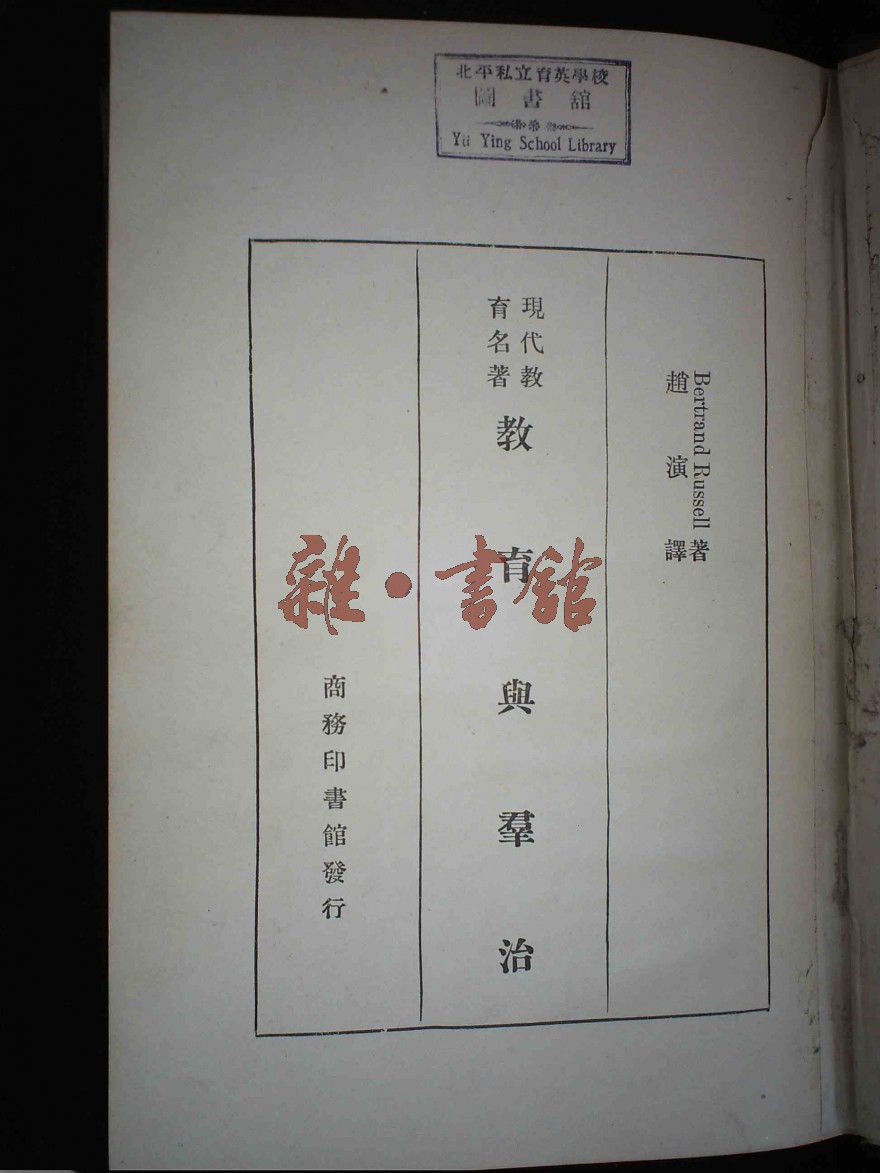 北平私立育英學校
圖書館
Yü Ying School Library
Bertrand Russell 著
趙演譯
現代教
育名著
教育與羣治
商務印書館發行
雜·書館